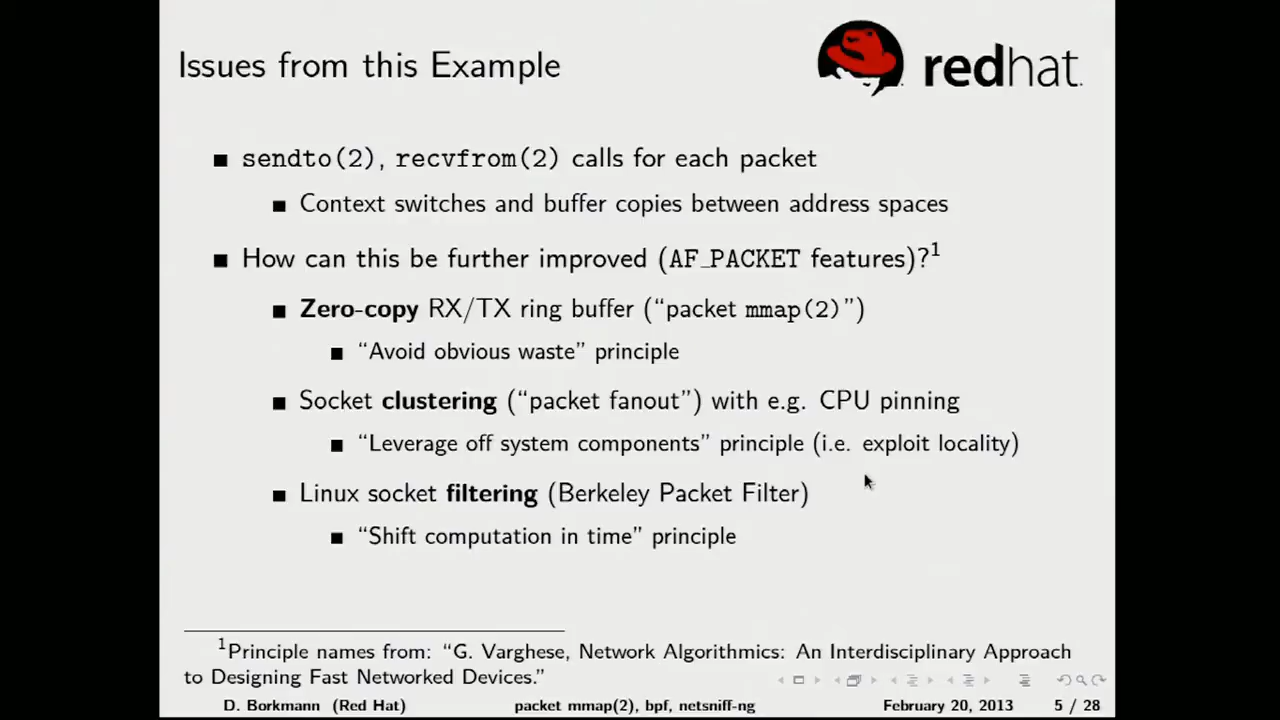 Issues from this Example
redhat.
■ sendto(2), recvfrom(2) calls for each packet
■ Context switches and buffer copies between address spaces
■ How can this be further improved (AF_PACKET features)?1
■ Zero-copy RX/TX ring buffer (“packet mmap(2)”)
■ “Avoid obvious waste” principle
■ Socket clustering (“packet fanout”) with e.g. CPU pinning
■ “Leverage off system components” principle (i.e. exploit locality)
■ Linux socket filtering (Berkeley Packet Filter)
■ “Shift computation in time” principle
1Principle names from: “G. Varghese, Network Algorithmics: An Interdisciplinary Approach
to Designing Fast Networked Devices.”
D. Borkmann (Red Hat) packet mmap(2), bpf, netsniff-ng February 20, 2013 5 / 28